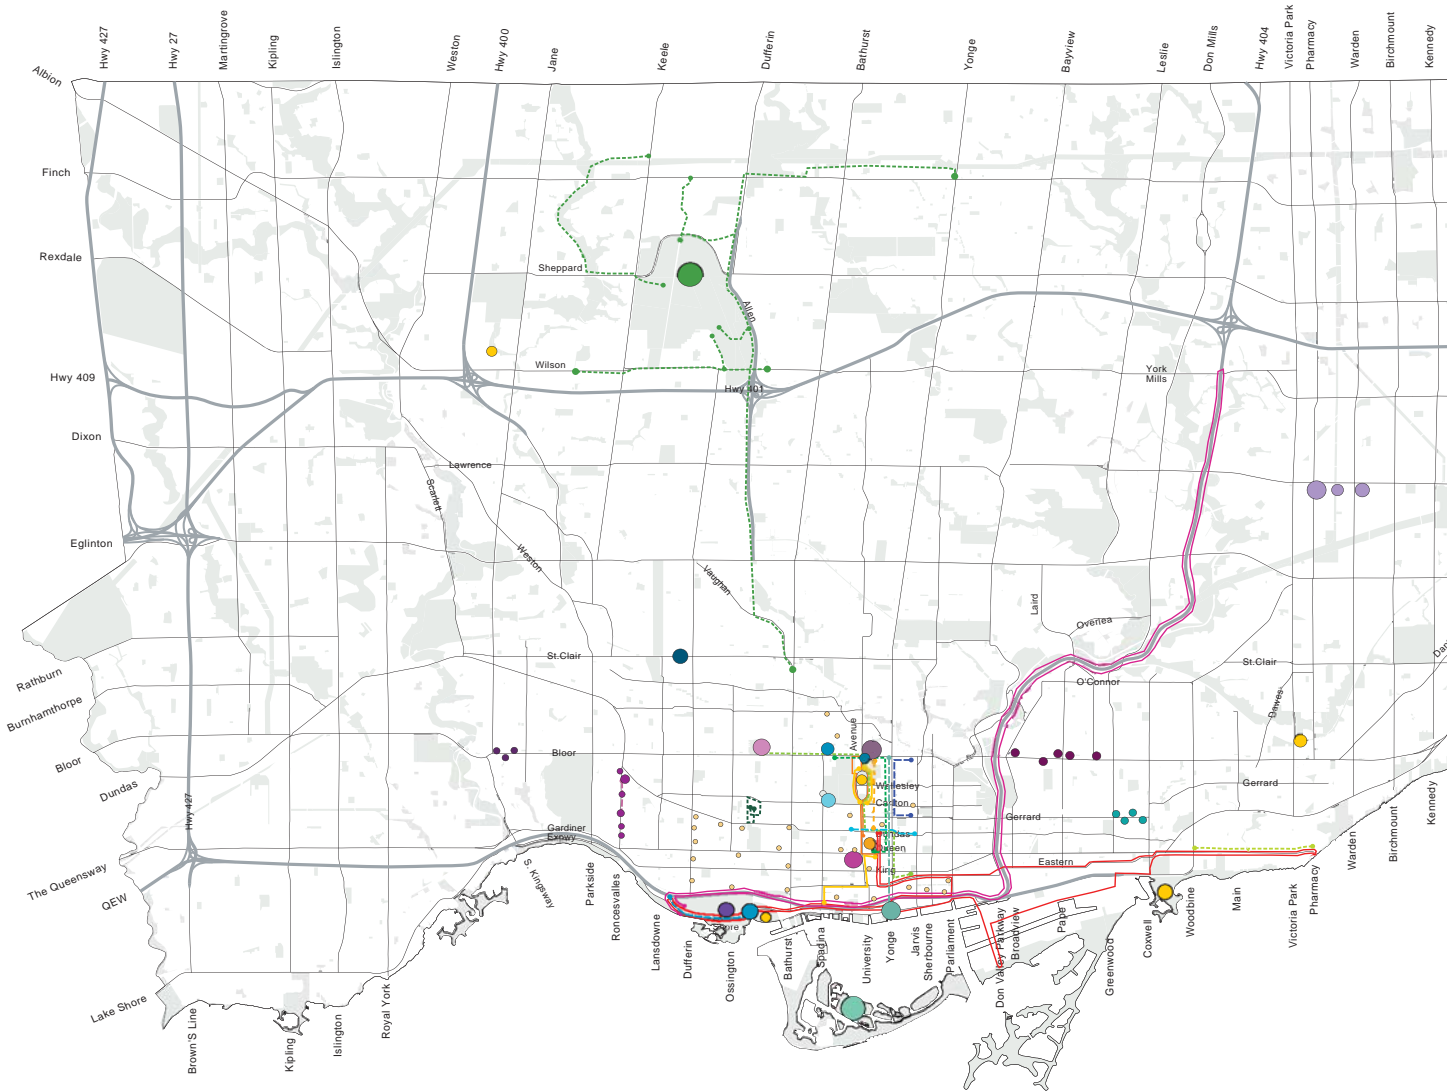 Hwy 427
Hwy 27
Martingrove
Kipling
Islington
Weston
Hwy 400
Jane
Keele
Dufferin
Bathurst
Yonge
Bayview
Leslie
Don Mills
Hwy 404
Victoria Park
Pharmacy
Warden
Birchmount
Kennedy
Albion
Finch
Rexdale
Sheppard
Allen
Hwy 409
Wilson
Hwy 401
York
Mills
Dixon
Lawrence
Scarlett
Eglinton
Weston
Vaughan
Laird
Overlea
St.Clair
St.Clair
O'Connor
Rathburn
Burnhamthorpe
Dawes
Avenue
Bloor
Bloor
Dundas
Gerrard
Wellesley
Carlton
Gerrard
Hwy 427
Gardiner
Expwy
Dundas
Queen
King
Eastern
The Queensway
QEW
S. Kingsway
Parkside
Roncesvalles
Lansdowne
Dufferin
Ossington
Shore
Bathurst
Spadina
University
Yonge
Jarvis
Sherbourne
Parliament
Don Valley Parkway
Broadview
Pape
Greenwood
Coxwell
Woodbine
Main
Victoria Park
Pharmacy
Warden
Birchmount
Kennedy
Lake Shore
Brown'S Line
Kipling
Islington
Royal York